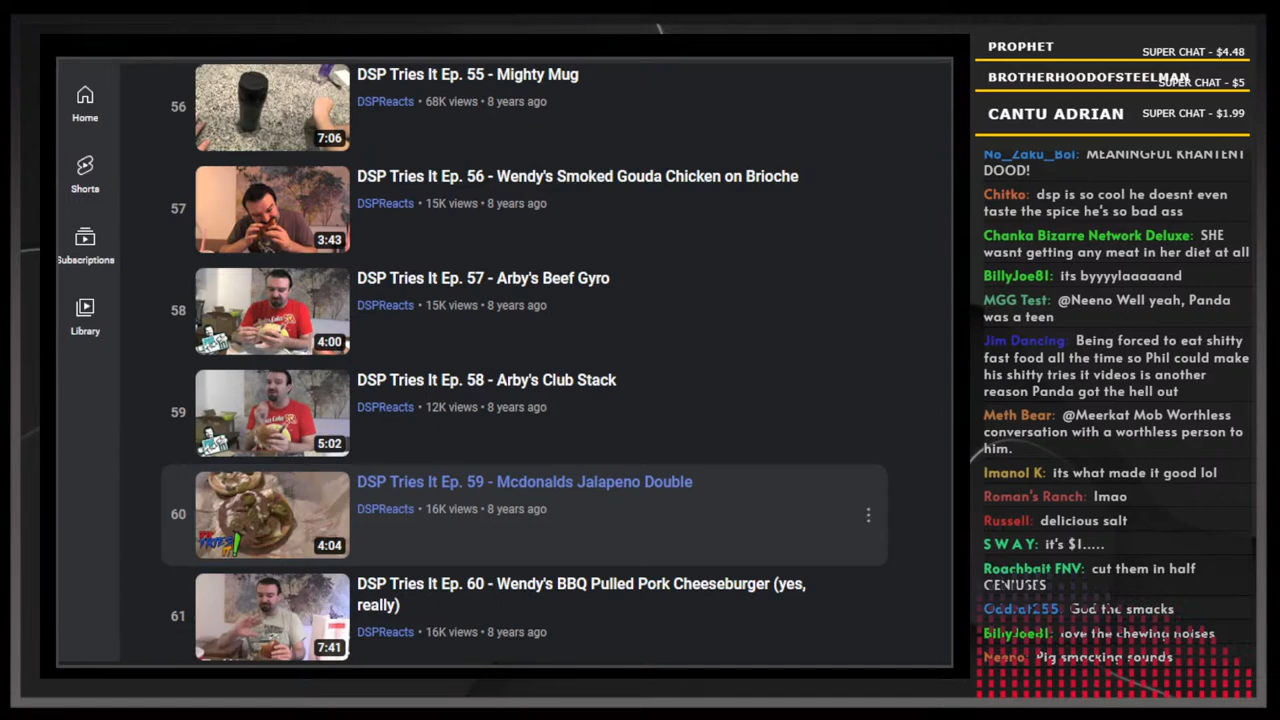 Home
Shorts
Subscriptions
Library
56
7:06
DSP Tries It Ep. 55 - Mighty Mug
DSPReacts • 68K views • 8 years ago
57
3:43
DSP Tries It Ep. 56 - Wendy's Smoked Gouda Chicken on Brioche
DSPReacts • 15K views • 8 years ago
58
4:00
DSP Tries It Ep. 57 - Arby's Beef Gyro
DSPReacts • 15K views • 8 years ago
59
5:02
DSP Tries It Ep. 58 - Arby's Club Stack
DSPReacts • 12K views • 8 years ago
60
TRIES IT!
4:04
DSP Tries It Ep. 59 - Mcdonalds Jalapeno Double
DSPReacts • 16K views • 8 years ago
61
7:41
DSP Tries It Ep. 60 - Wendy's BBQ Pulled Pork Cheeseburger (yes,
really)
DSPReacts • 16K views • 8 years ago
PROPHET SUPER CHAT - $4.48
BROTHERHOODOFSTEELMAN SUPER CHAT - $5
CANTU ADRIAN SUPER CHAT - $1.99
No_Zaku_Boi: MEANINGFUL KHANTENT
DOOD!
Chitko: dsp is so cool he doesnt even
taste the spice he's so bad ass
Chanka Bizarre Network Deluxe: SHE
wasnt getting any meat in her diet at all
BillyJoe81: its byyyylaaaaand
MGG Test: @Neeno Well yeah, Panda
was a teen
Jim Dancing: Being forced to eat shitty
fast food all the time so Phil could make
his shitty tries it videos is another
reason Panda got the hell out
Meth Bear: @Meerkat Mob Worthless
conversation with a worthless person to
him.
Imanol K: its what made it good lol
Roman's Ranch: lmao
Russell: delicious salt
S W A Y: it's $1.....
Roachbait FNV: cut them in half
GENIUSES
Oddrat255: God the smacks
BillyJoe81: love the chewing noises
Neeno: Pig smacking sounds